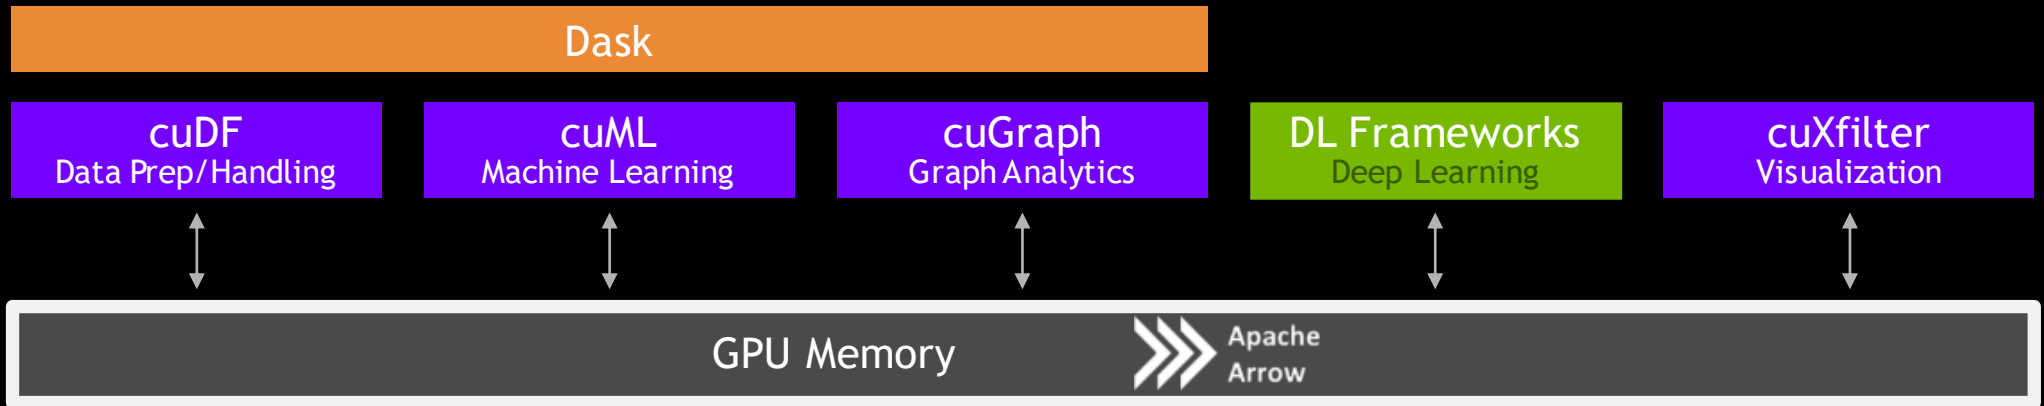 Dask
cuDF
Data Prep/Handling
cuML
Machine Learning
cuGraph
Graph Analytics
DL Frameworks
Deep Learning
cuXfilter
Visualization
GPU Memory
Apache
Arrow